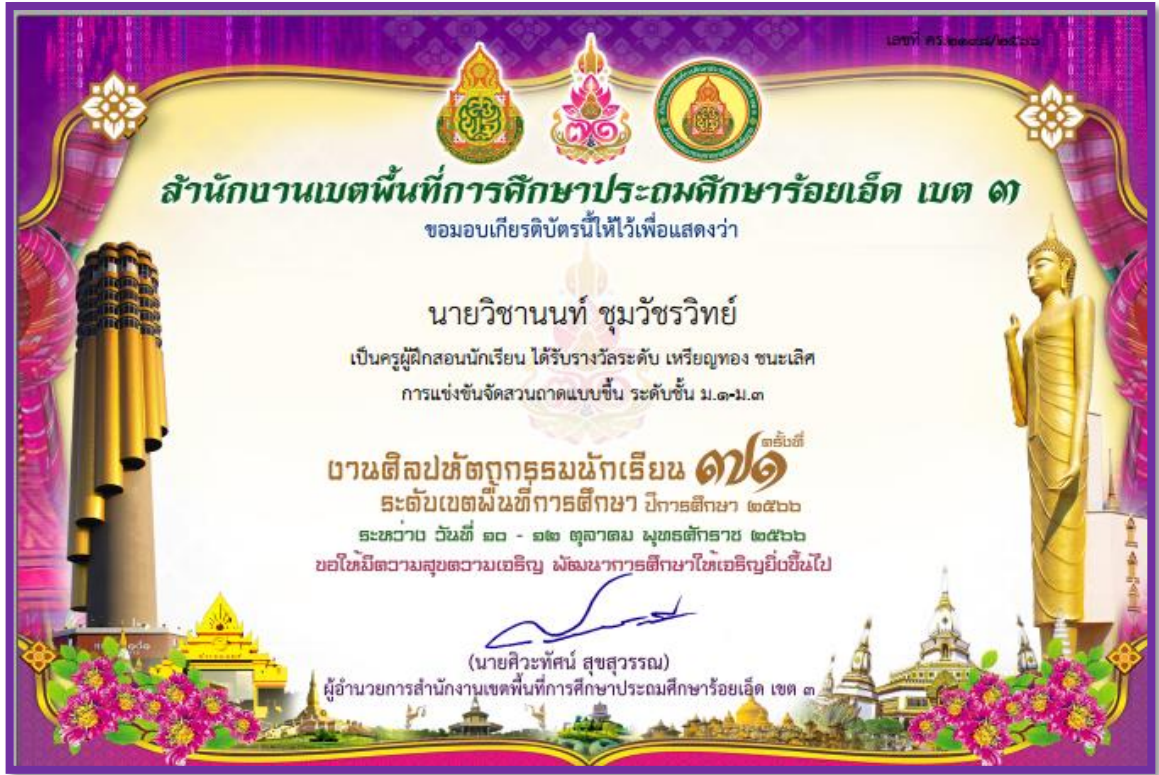 เลขที่ คร.
สำนักงานเขตพื้นที่การศึกษาประถมศึกษาร้อยเอ็ด เขต ๓
ขอมอบเกียรติบัตรนี้ให้ไว้เพื่อแสดงว่า
นายวิชานนท์ ชุมวัชรวิทย์
เป็นครูผู้ฝึกสอนนักเรียน ได้รับรางวัลระดับ เหรียญทอง ชนะเลิศ
การแข่งขันจัดสวนถาดแบบชื้น ระดับชั้น ม.๑-ม.๓
งานศิลปหัตถกรรมนักเรียน ครั้งที่ ๗๑
ระดับเขตพื้นที่การศึกษา ปีการศึกษา ๒๕๖๖
ระหว่าง วันที่ ๑๐ - ๑๒ ตุลาคม พุทธศักราช ๒๕๖๖
ขอให้มีความสุขความเจริญ พัฒนาการศึกษาให้เจริญยิ่งขึ้นไป
(นายศิวะทัศน์ สุขสุวรรณ)
ผู้อำนวยการสำนักงานเขตพื้นที่การศึกษาประถมศึกษาร้อยเอ็ด เขต ๓